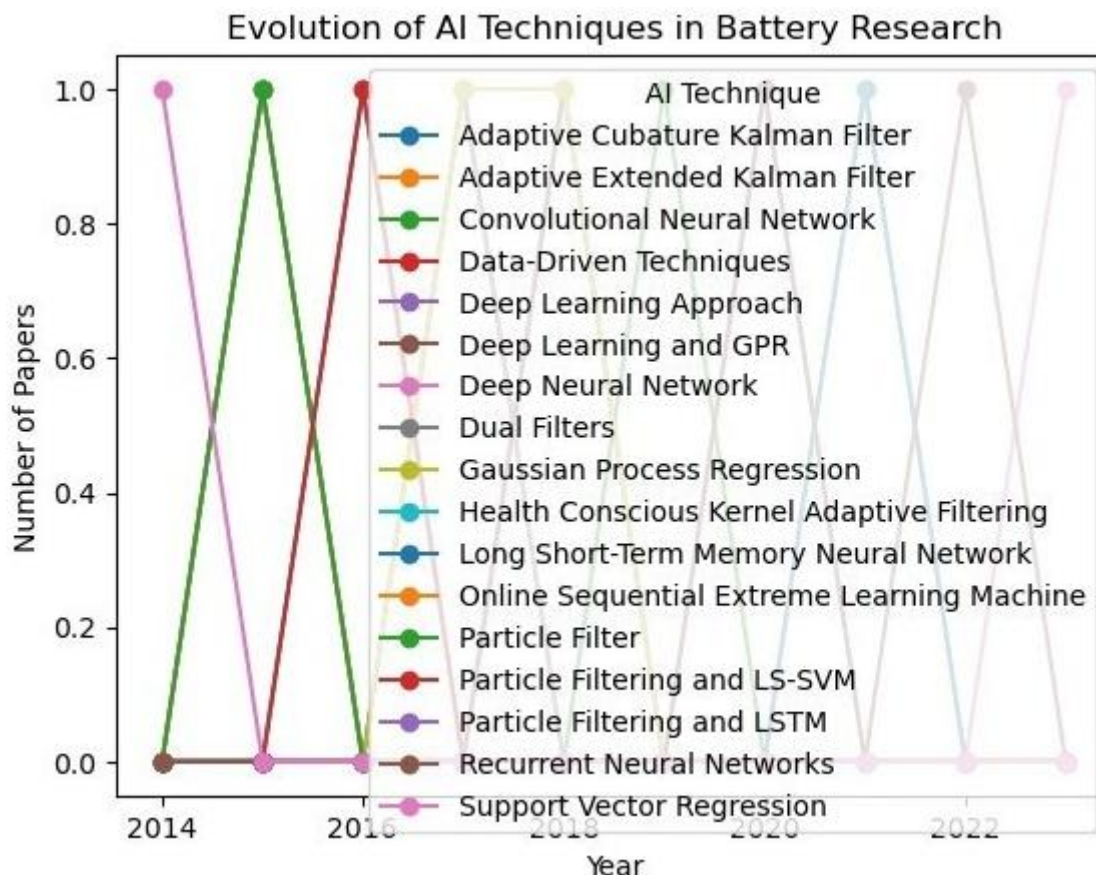 Evolution of AI Techniques in Battery Research
Number of Papers
1.0
0.8
0.6
0.4
0.2
0.0
AI Technique
Adaptive Cubature Kalman Filter
Adaptive Extended Kalman Filter
Convolutional Neural Network
Data-Driven Techniques
Deep Learning Approach
Deep Learning and GPR
Deep Neural Network
Dual Filters
Gaussian Process Regression
Health Conscious Kernel Adaptive Filtering
Long Short-Term Memory Neural Network
Online Sequential Extreme Learning Machine
Particle Filter
Particle Filtering and LS-SVM
Particle Filtering and LSTM
Recurrent Neural Networks
Support Vector Regression
2014 2016 2018 2020 2022
Year